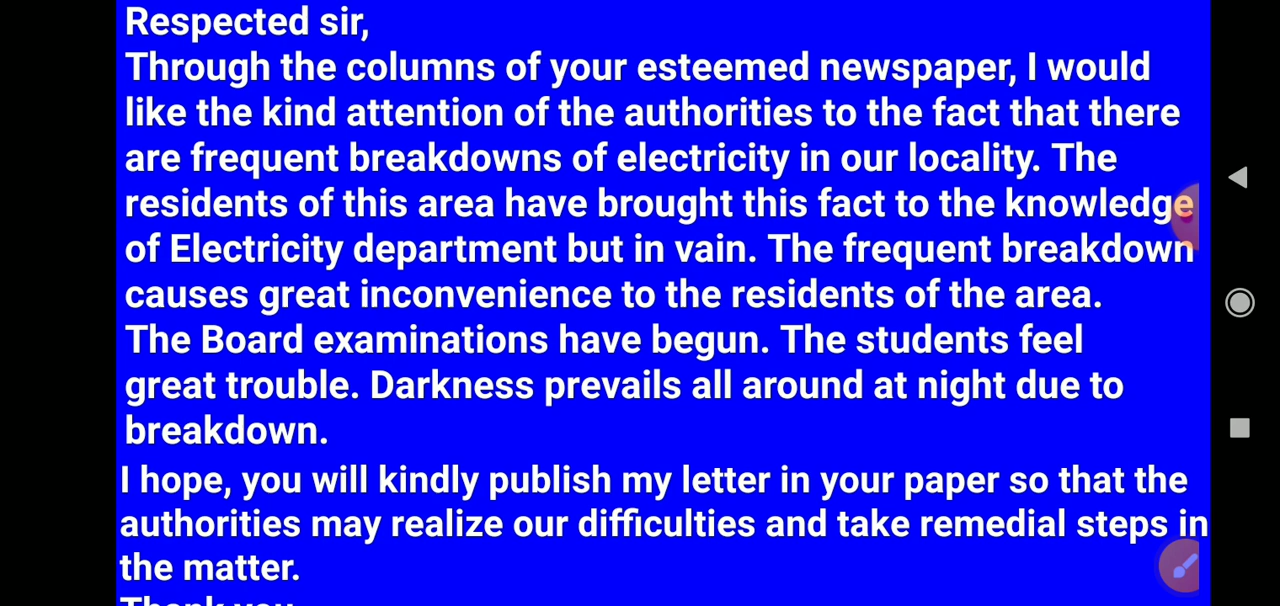 Respected sir,
Through the columns of your esteemed newspaper, I would
like the kind attention of the authorities to the fact that there
are frequent breakdowns of electricity in our locality. The
residents of this area have brought this fact to the knowledge
of Electricity department but in vain. The frequent breakdown
causes great inconvenience to the residents of the area.
The Board examinations have begun. The students feel
great trouble. Darkness prevails all around at night due to
breakdown.
I hope, you will kindly publish my letter in your paper so that the
authorities may realize our difficulties and take remedial steps in
the matter.
Thank you